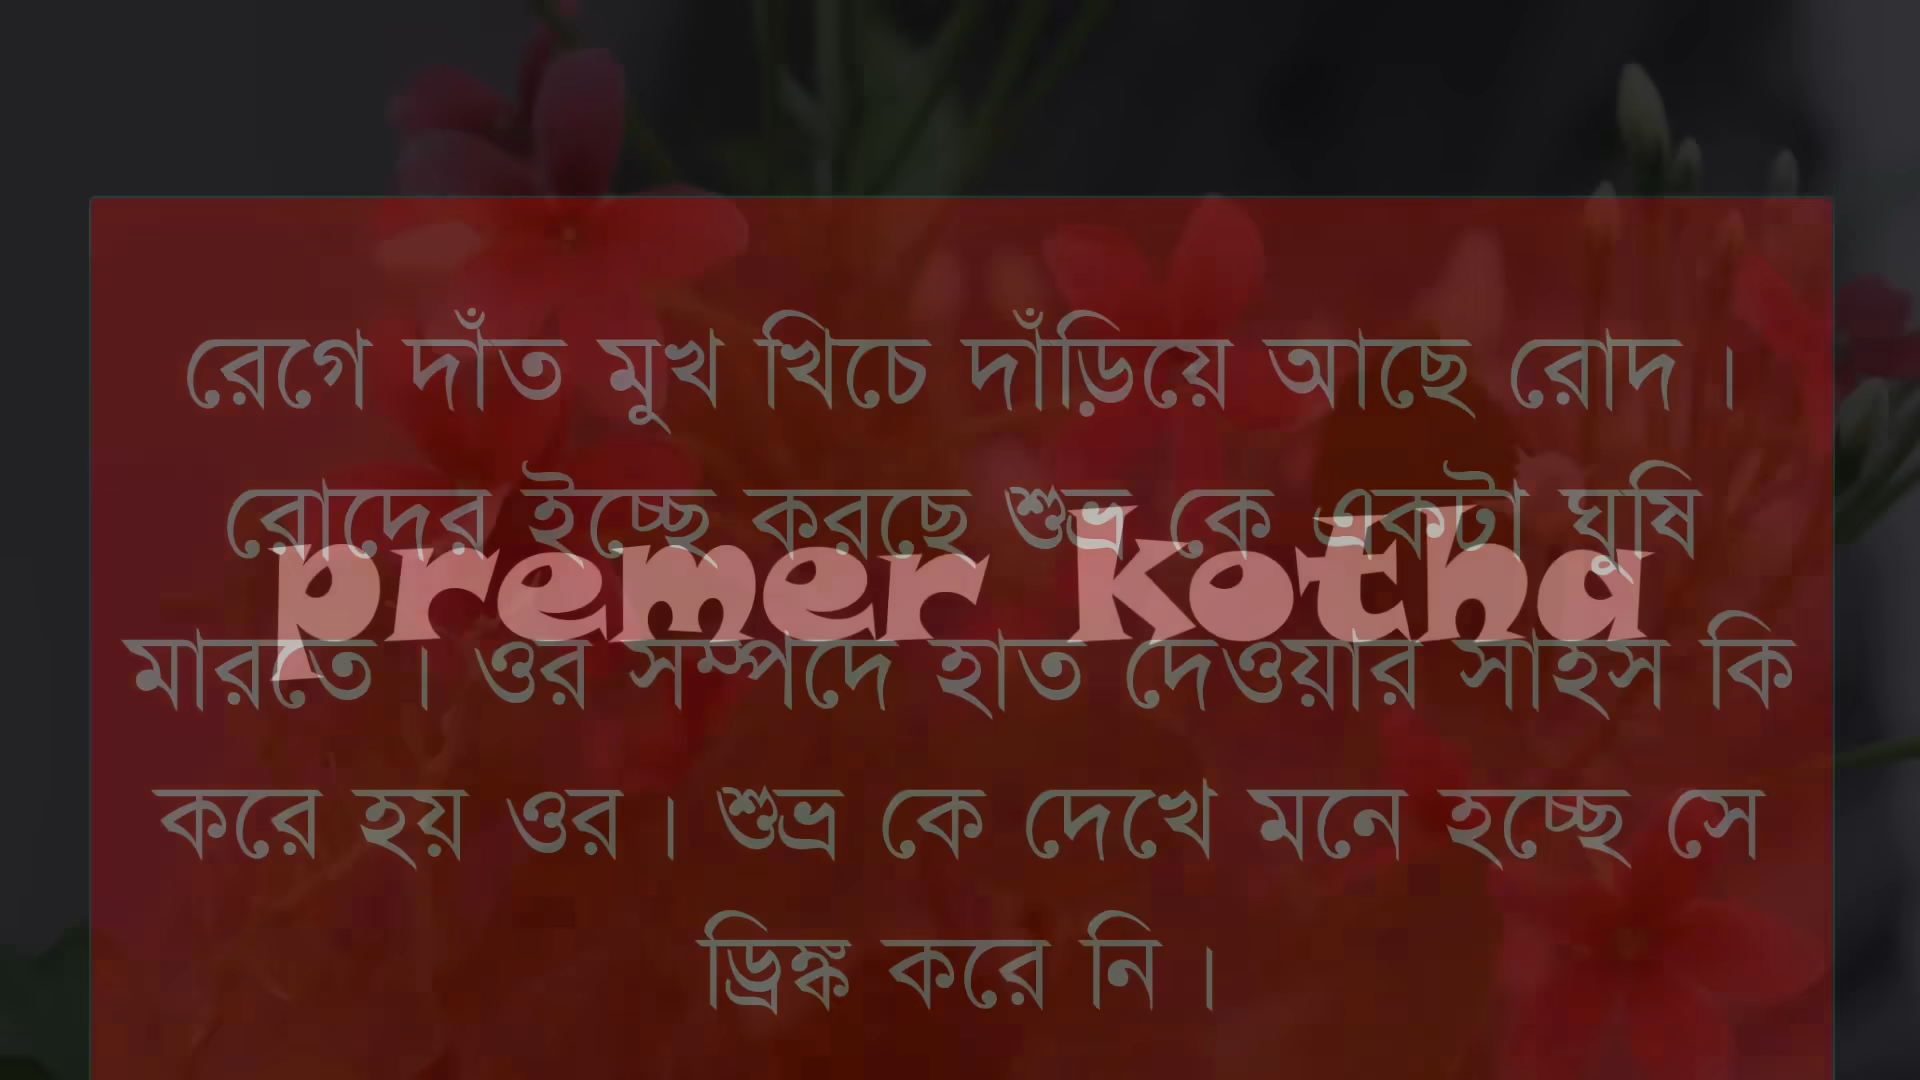 রেগে দাঁত মুখ খিচে দাঁড়িয়ে আছে রোদ ।
রোদের ইচ্ছে করছে শুভ্র কে একটা ঘুষি
premer kotha
মারতে । ওর সম্পদে হাত দেওয়ার সাহস কি
করে হয় ওর । শুভ্র কে দেখে মনে হচ্ছে সে
ড্রিঙ্ক করে নি ।